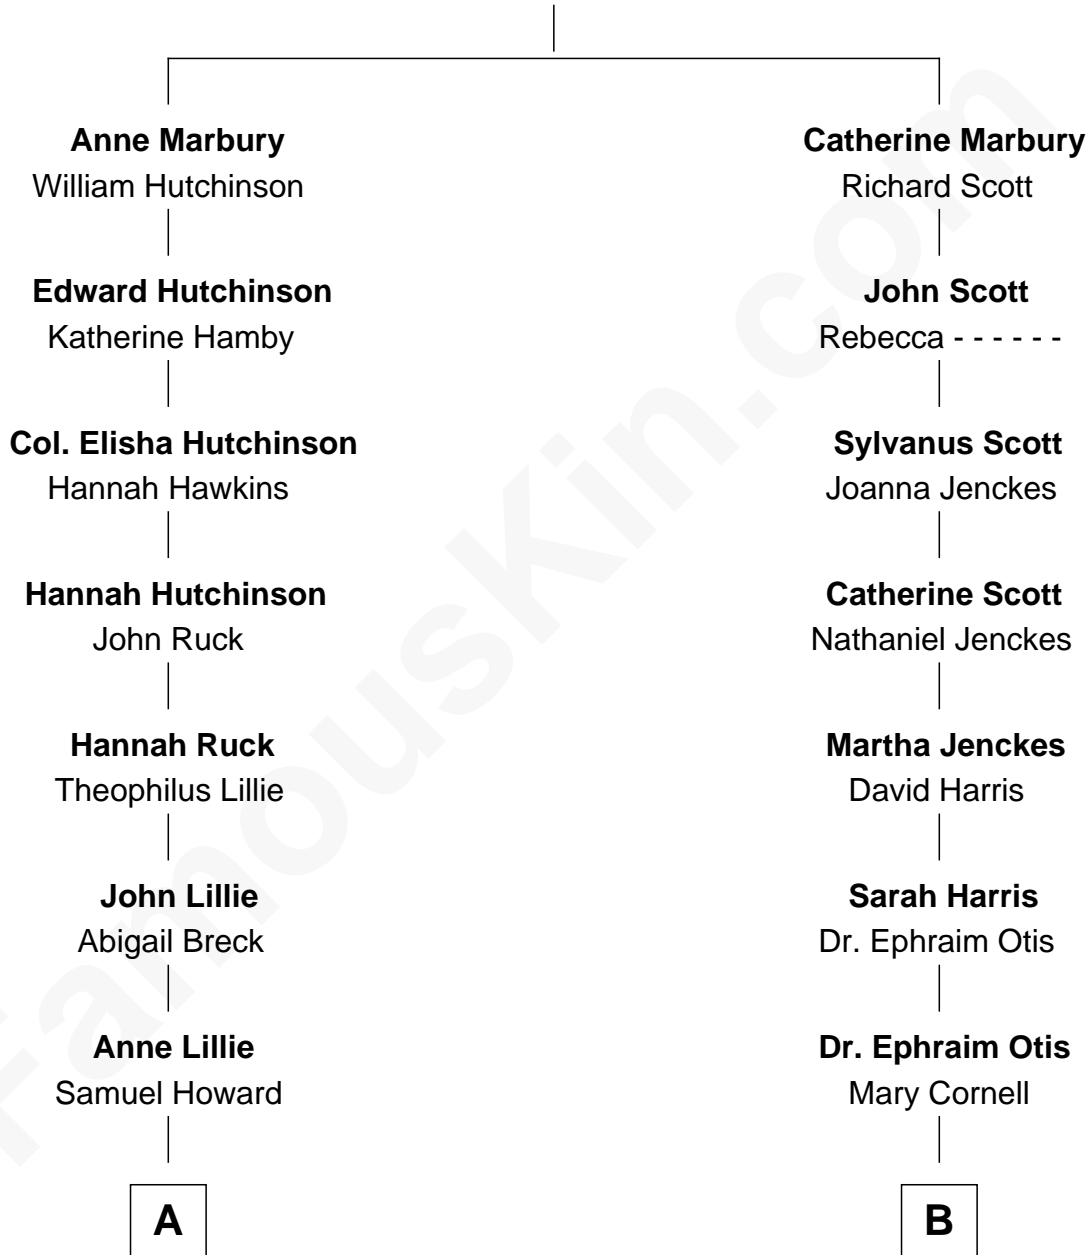 Anne Marbury
William Hutchinson
Edward Hutchinson
Katherine Hamby
Col. Elisha Hutchinson
Hannah Hawkins
Hannah Hutchinson
John Ruck
Hannah Ruck
Theophilus Lillie
John Lillie
Abigail Breck
Anne Lillie
Samuel Howard
A
Catherine Marbury
Richard Scott
John Scott
Rebecca - - - - - -
Sylvanus Scott
Joanna Jenckes
Catherine Scott
Nathaniel Jenckes
Martha Jenckes
David Harris
Sarah Harris
Dr. Ephraim Otis
Dr. Ephraim Otis
Mary Cornell
B
FamousKin.com